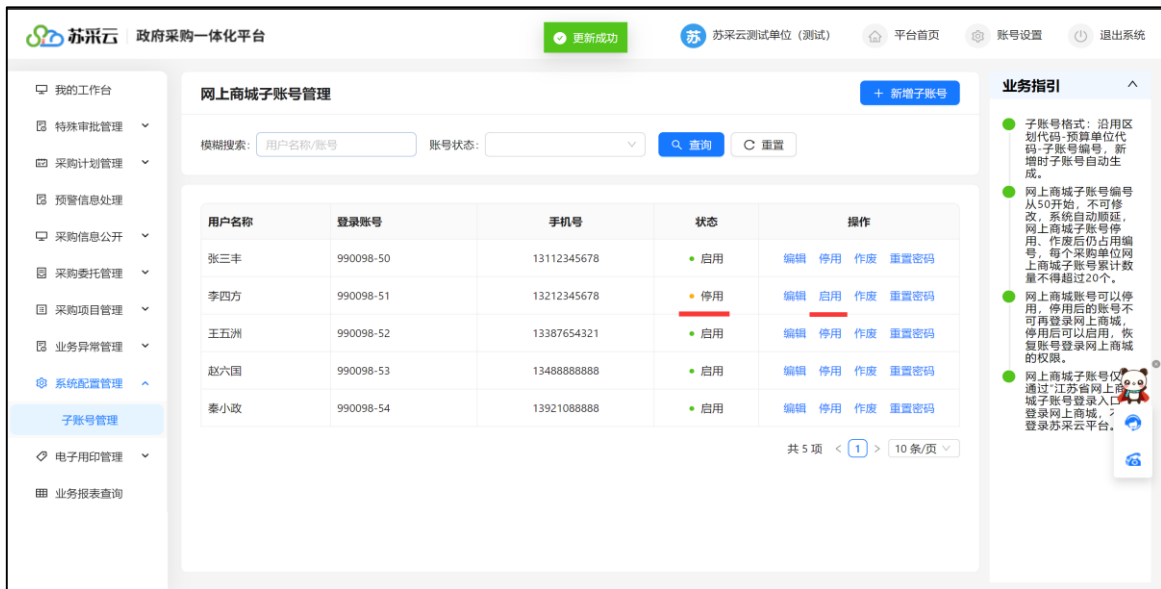 苏采云 政府采购一体化平台
更新成功
苏 苏采云测试单位（测试） 平台首页 账号设置 退出系统
我的工作台
特殊审批管理
采购计划管理
预警信息处理
采购信息公开
采购委托管理
采购项目管理
业务异常管理
系统配置管理
子账号管理
电子用印管理
业务报表查询
网上商城子账号管理 + 新增子账号
模糊搜索: 用户名称/账号 账号状态: 查询 重置
用户名称 登录账号 手机号 状态 操作
张三丰 990098-50 13112345678 启用 编辑 停用 作废 重置密码
李四方 990098-51 13212345678 停用 编辑 启用 作废 重置密码
王五洲 990098-52 13387654321 启用 编辑 停用 作废 重置密码
赵六国 990098-53 13488888888 启用 编辑 停用 作废 重置密码
秦小政 990098-54 13921088888 启用 编辑 停用 作废 重置密码
共 5 项 < 1 > 10 条/页
业务指引
子账号格式：沿用区
划代码-预算单位代
码-子账号编号，新
增时子账号自动生
成。
网上商城子账号编号
从50开始，不可修
改，系统自动顺延，
网上商城子账号停
用、作废后仍占用编
号，每个采购单位网
上商城子账号累计数
量不得超过20个。
网上商城账号可以停
用，停用后的账号不
可再登录网上商城，
停用后可以启用，恢
复账号登录网上商城
的权限。
网上商城子账号仅
通过"江苏省网上商
城子账号登录入口
登录网上商城，
登录苏采云平台。